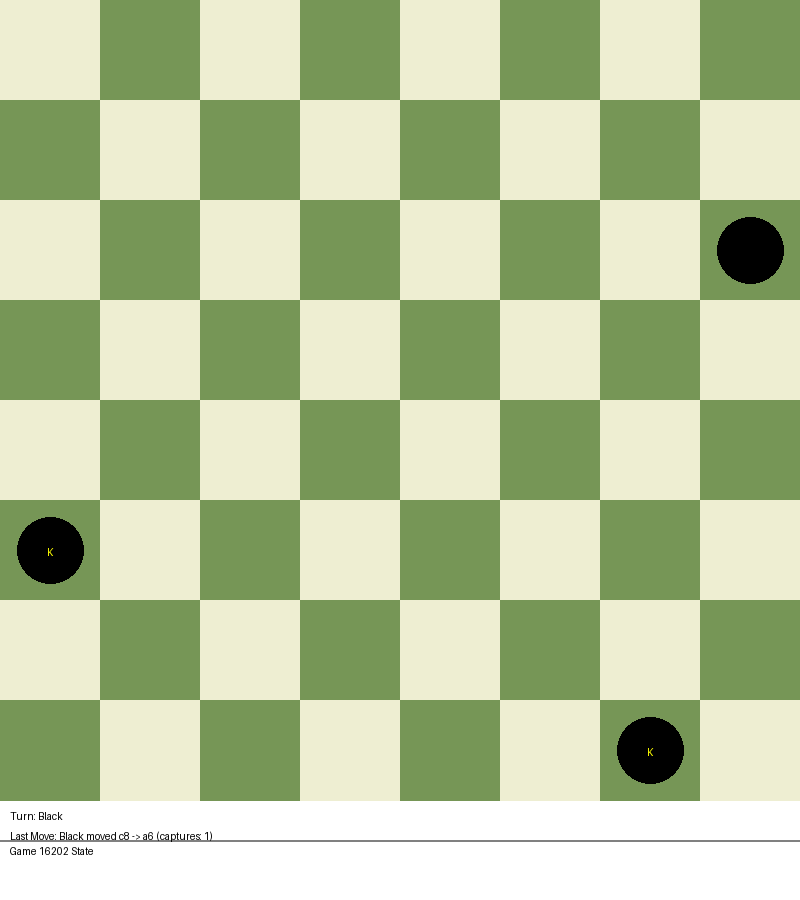 K
K
Turn: Black
Last Move: Black moved c8 -> a6 (captures: 1)
Game 16202 State